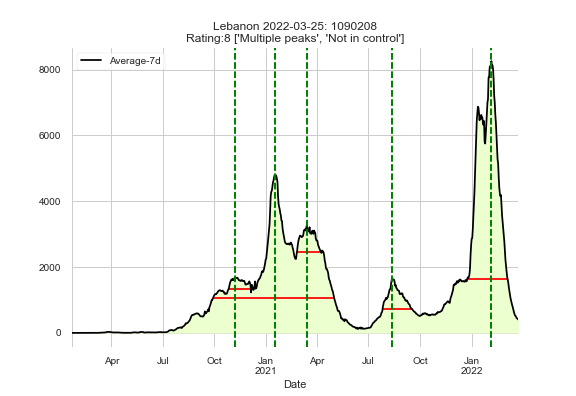 Lebanon 2022-03-25: 1090208
Rating:8 ['Multiple peaks', 'Not in control']
Average-7d
8000
6000
4000
2000
0
Apr Jul Oct Jan Apr Jul Oct Jan
2021 2022
Date